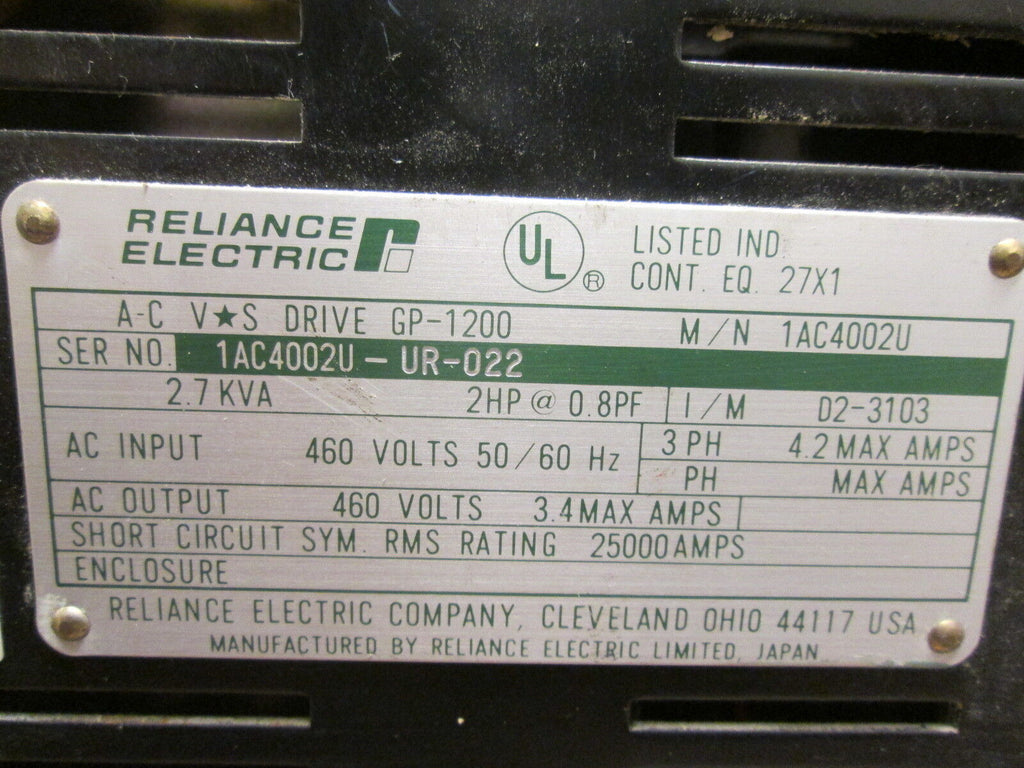 RELIANCE
ELECTRIC
UL ®
LISTED IND.
CONT. EQ. 27X1
A-C V★S DRIVE GP-1200 M/N 1AC4002U
SER NO. 1AC4002U-UR-022
2.7 KVA 2HP @ 0.8PF I/M D2-3103
AC INPUT 460 VOLTS 50/60 Hz 3 PH 4.2 MAX AMPS
PH MAX AMPS
AC OUTPUT 460 VOLTS 3.4 MAX AMPS
SHORT CIRCUIT SYM. RMS RATING 25000 AMPS
ENCLOSURE
RELIANCE ELECTRIC COMPANY, CLEVELAND OHIO 44117 USA
MANUFACTURED BY RELIANCE ELECTRIC LIMITED, JAPAN